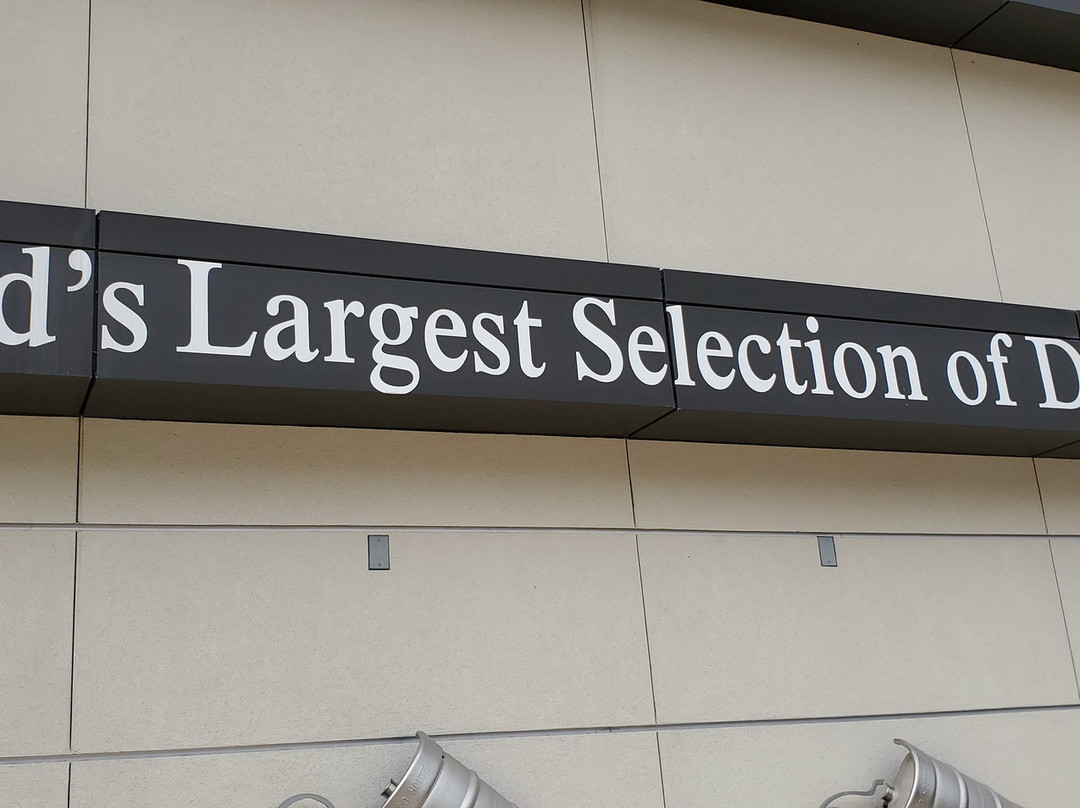 d's Largest Selection of D